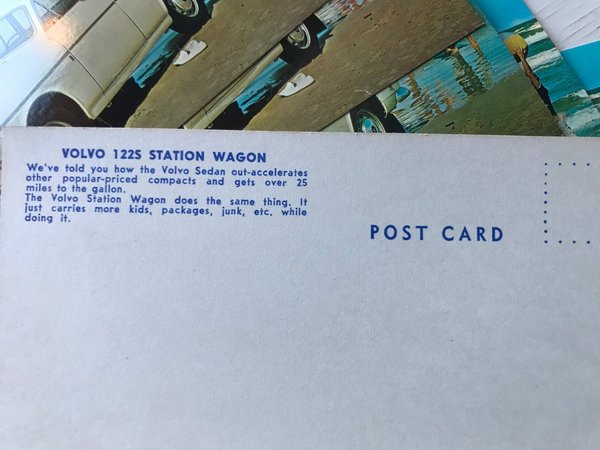 VOLVO 122S STATION WAGON
We've told you how the Volvo Sedan out-accelerates
other popular-priced compacts and gets over 25
miles to the gallon.
The Volvo Station Wagon does the same thing. It
just carries more kids, packages, junk, etc. while
doing it.
POST CARD